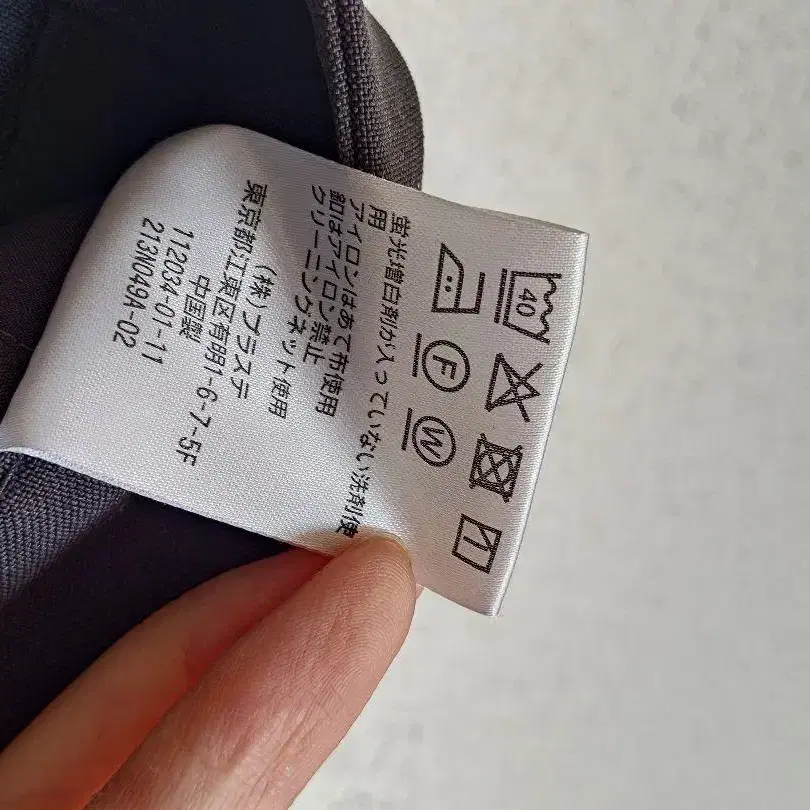 40
F
W
蛍光増白剤が入っていない洗剤使
用
アイロンはあて布使用
釦はアイロン禁止
クリーニングネット使用
(株)プラステ
東京都江東区有明1-6-7-5F
中国製
112034-01-11
213N049A-02